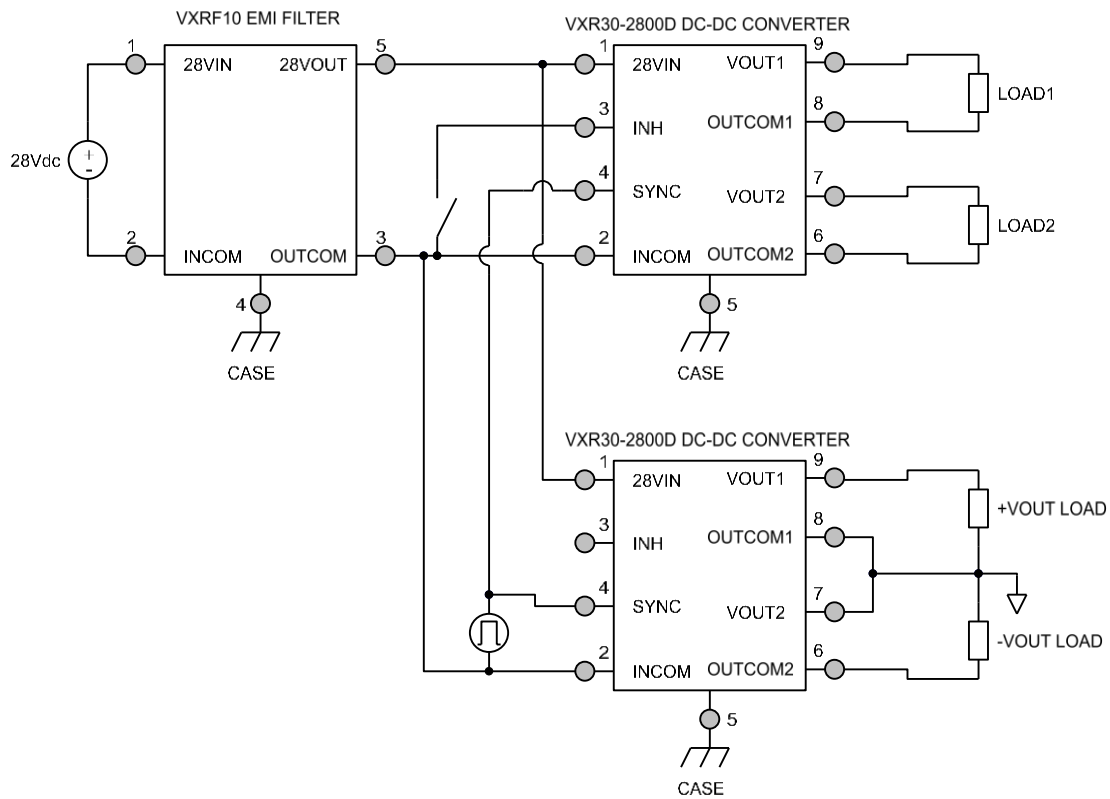 VXRF10 EMI FILTER
1
28VIN
28VOUT
5
28Vdc
+
-
2
INCOM
OUTCOM
3
4
CASE
VXR30-2800D DC-DC CONVERTER
1
28VIN
VOUT1
9
3
INH
OUTCOM1
8
4
SYNC
VOUT2
7
2
INCOM
OUTCOM2
6
5
CASE
LOAD1
LOAD2
VXR30-2800D DC-DC CONVERTER
1
28VIN
VOUT1
9
3
INH
OUTCOM1
8
4
SYNC
VOUT2
7
2
INCOM
OUTCOM2
6
5
CASE
+VOUT LOAD
-VOUT LOAD